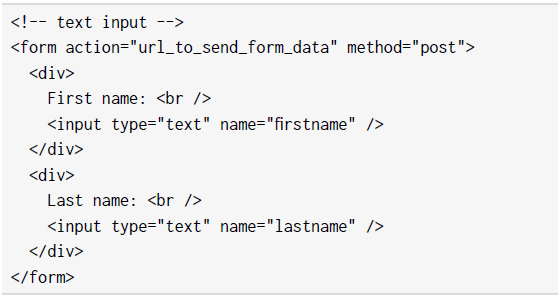 <!-- text input -->
<form action="url_to_send_form_data" method="post">
  <div>
    First name: <br />
    <input type="text" name="firstname" />
  </div>
  <div>
    Last name: <br />
    <input type="text" name="lastname" />
  </div>
</form>